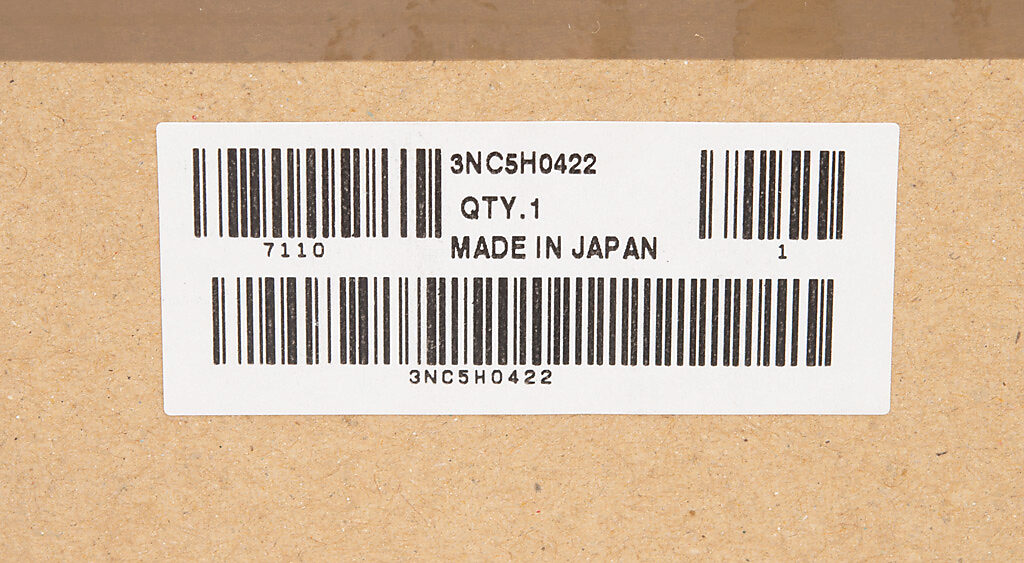 3NC5H0422
QTY.1
7110
MADE IN JAPAN
1
3NC5H0422